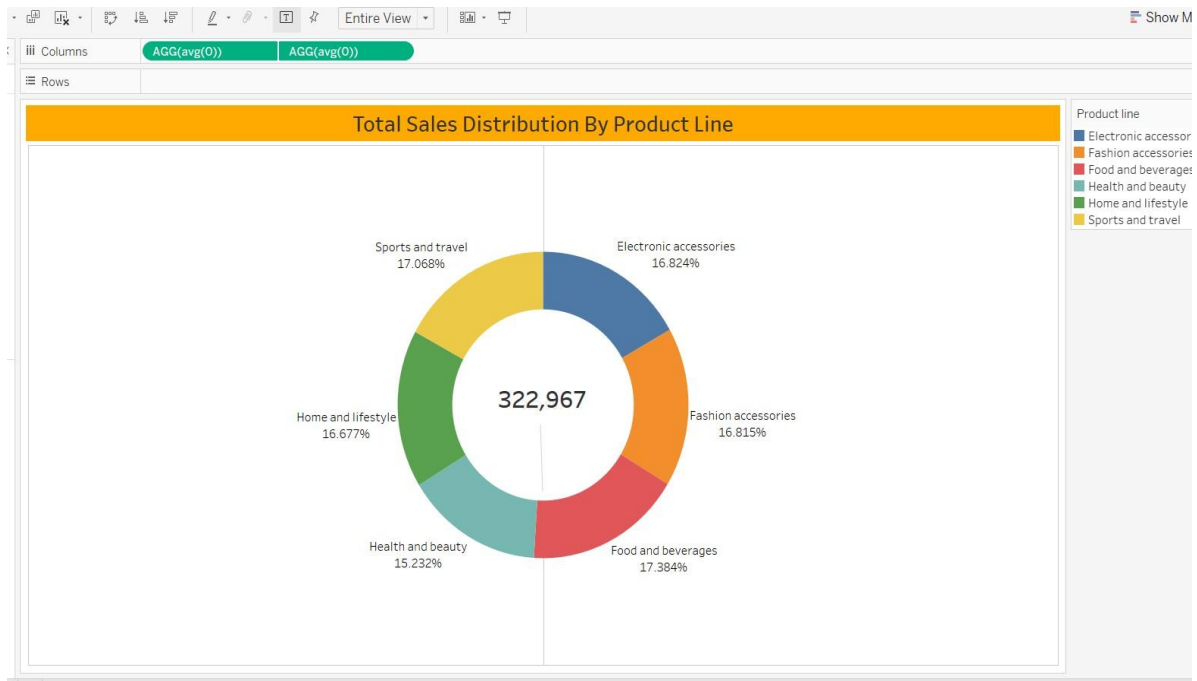 Entire View
Show M
Columns
AGG(avg(0))
AGG(avg(0))
Rows
Total Sales Distribution By Product Line
Sports and travel
17.068%
Electronic accessories
16.824%
Home and lifestyle
16.677%
322,967
Fashion accessories
16.815%
Health and beauty
15.232%
Food and beverages
17.384%
Product line
Electronic accessor
Fashion accessories
Food and beverages
Health and beauty
Home and lifestyle
Sports and travel